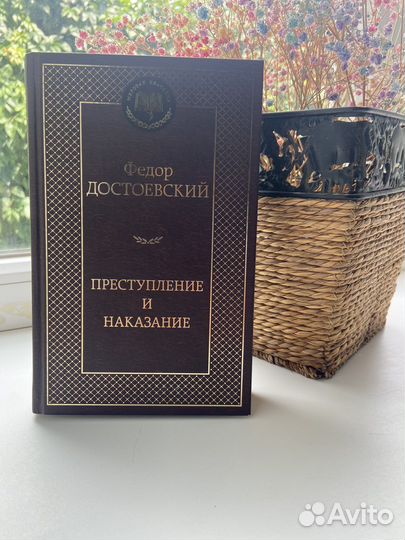 Федор
ДОСТОЕВСКИЙ
ПРЕСТУПЛЕНИЕ
И
НАКАЗАНИЕ
Avito